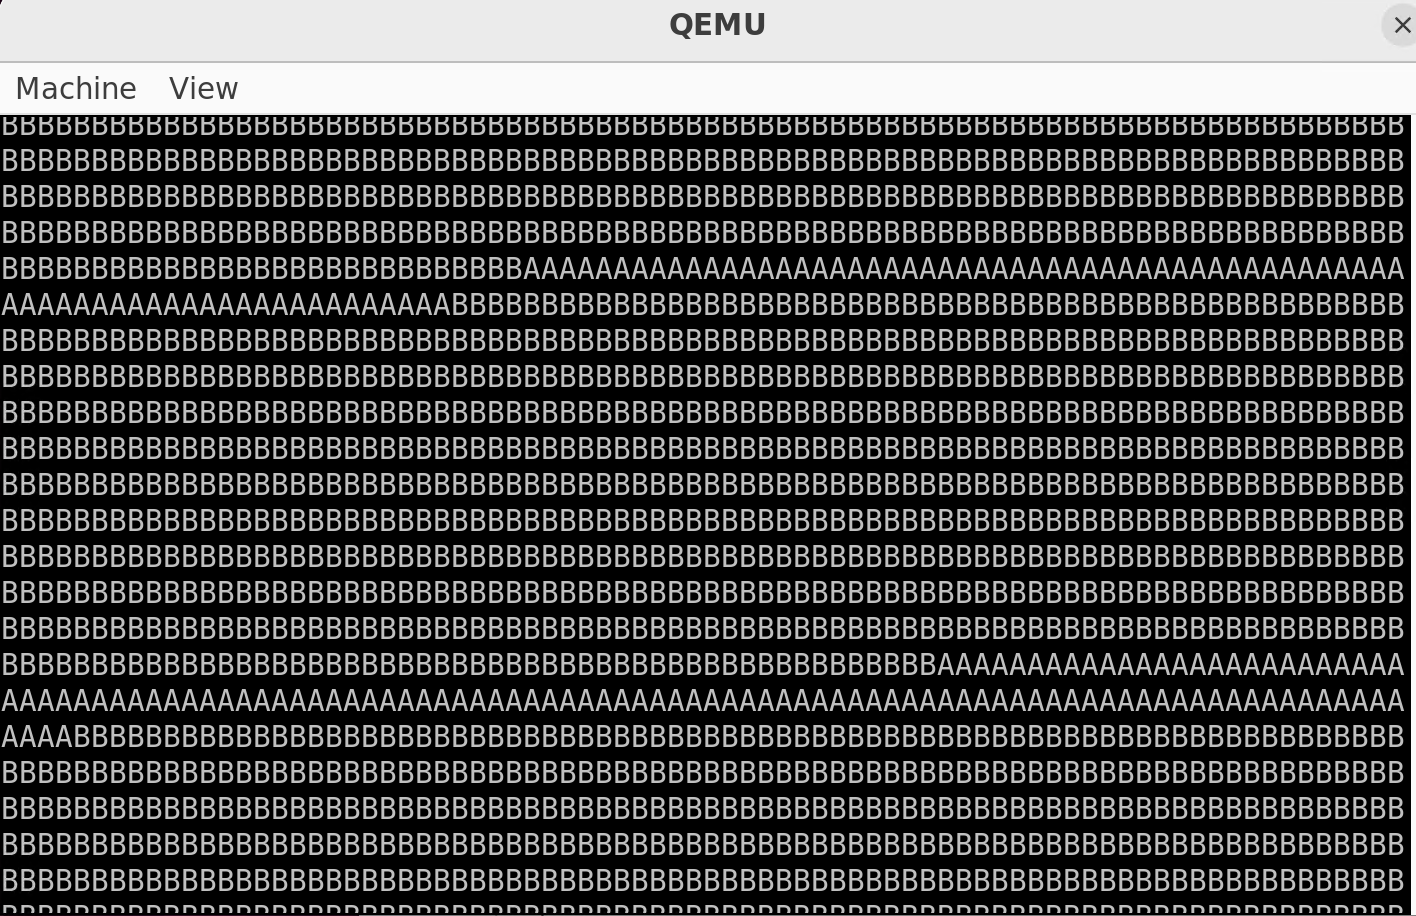 QEMU
Machine View
BBBBBBBBBBBBBBBBBBBBBBBBBBBBBBBBBBBBBBBBBBBBBBBBBBBBBBBBBBBBBBBBBBBBBBBBBBBBBB
BBBBBBBBBBBBBBBBBBBBBBBBBBBBBBBBBBBBBBBBBBBBBBBBBBBBBBBBBBBBBBBBBBBBBBBBBBBBBB
BBBBBBBBBBBBBBBBBBBBBBBBBBBBBBBBBBBBBBBBBBBBBBBBBBBBBBBBBBBBBBBBBBBBBBBBBBBBBB
BBBBBBBBBBBBBBBBBBBBBBBBBBBBBBBBBBBBBBBBBBBBBBBBBBBBBBBBBBBBBBBBBBBBBBBBBBBBBB
BBBBBBBBBBBBBBBBBBBBBBBBBBBBBAAAAAAAAAAAAAAAAAAAAAAAAAAAAAAAAAAAAAAAAAAAAAAAAA
AAAAAAAAAAAAAAAAAAAAAAAAABBBBBBBBBBBBBBBBBBBBBBBBBBBBBBBBBBBBBBBBBBBBBBBBBBBBB
BBBBBBBBBBBBBBBBBBBBBBBBBBBBBBBBBBBBBBBBBBBBBBBBBBBBBBBBBBBBBBBBBBBBBBBBBBBBBB
BBBBBBBBBBBBBBBBBBBBBBBBBBBBBBBBBBBBBBBBBBBBBBBBBBBBBBBBBBBBBBBBBBBBBBBBBBBBBB
BBBBBBBBBBBBBBBBBBBBBBBBBBBBBBBBBBBBBBBBBBBBBBBBBBBBBBBBBBBBBBBBBBBBBBBBBBBBBB
BBBBBBBBBBBBBBBBBBBBBBBBBBBBBBBBBBBBBBBBBBBBBBBBBBBBBBBBBBBBBBBBBBBBBBBBBBBBBB
BBBBBBBBBBBBBBBBBBBBBBBBBBBBBBBBBBBBBBBBBBBBBBBBBBBBBBBBBBBBBBBBBBBBBBBBBBBBBB
BBBBBBBBBBBBBBBBBBBBBBBBBBBBBBBBBBBBBBBBBBBBBBBBBBBBBBBBBBBBBBBBBBBBBBBBBBBBBB
BBBBBBBBBBBBBBBBBBBBBBBBBBBBBBBBBBBBBBBBBBBBBBBBBBBBBBBBBBBBBBBBBBBBBBBBBBBBBB
BBBBBBBBBBBBBBBBBBBBBBBBBBBBBBBBBBBBBBBBBBBBBBBBBBBBBBBBBBBBBBBBBBBBBBBBBBBBBB
BBBBBBBBBBBBBBBBBBBBBBBBBBBBBBBBBBBBBBBBBBBBBBBBBBBBBBBBBBBBBBBBBBBBBBBBBBBBBB
BBBBBBBBBBBBBBBBBBBBBBBBBBBBBBBBBBBBBBBBBBBBBBBBBBBBAAAAAAAAAAAAAAAAAAAAAAAAAA
AAAAAAAAAAAAAAAAAAAAAAAAAAAAAAAAAAAAAAAAAAAAAAAAAAAAAAAAAAAAAAAAAAAAAAAAAAAAAA
AAAABBBBBBBBBBBBBBBBBBBBBBBBBBBBBBBBBBBBBBBBBBBBBBBBBBBBBBBBBBBBBBBBBBBBBBBBBB
BBBBBBBBBBBBBBBBBBBBBBBBBBBBBBBBBBBBBBBBBBBBBBBBBBBBBBBBBBBBBBBBBBBBBBBBBBBBBB
BBBBBBBBBBBBBBBBBBBBBBBBBBBBBBBBBBBBBBBBBBBBBBBBBBBBBBBBBBBBBBBBBBBBBBBBBBBBBB
BBBBBBBBBBBBBBBBBBBBBBBBBBBBBBBBBBBBBBBBBBBBBBBBBBBBBBBBBBBBBBBBBBBBBBBBBBBBBB
BBBBBBBBBBBBBBBBBBBBBBBBBBBBBBBBBBBBBBBBBBBBBBBBBBBBBBBBBBBBBBBBBBBBBBBBBBBBBB